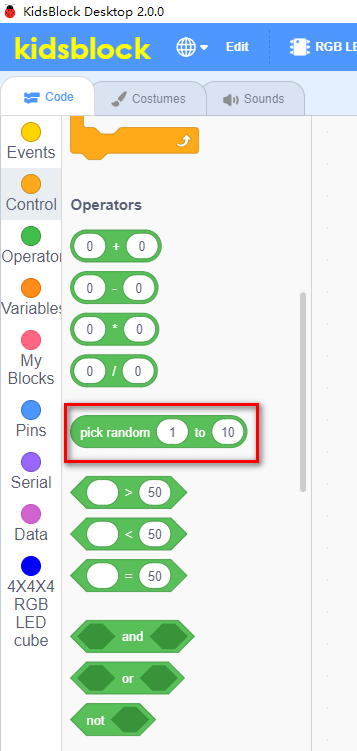 KidsBlock Desktop 2.0.0
kidsblock Edit RGB LE
Code Costumes Sounds
Events
Control
Operator
Variables
My
Blocks
Pins
Serial
Data
4X4X4
RGB
LED
cube
Operators
0 + 0
0 - 0
0 * 0
0 / 0
pick random 1 to 10
> 50
< 50
= 50
and
or
not